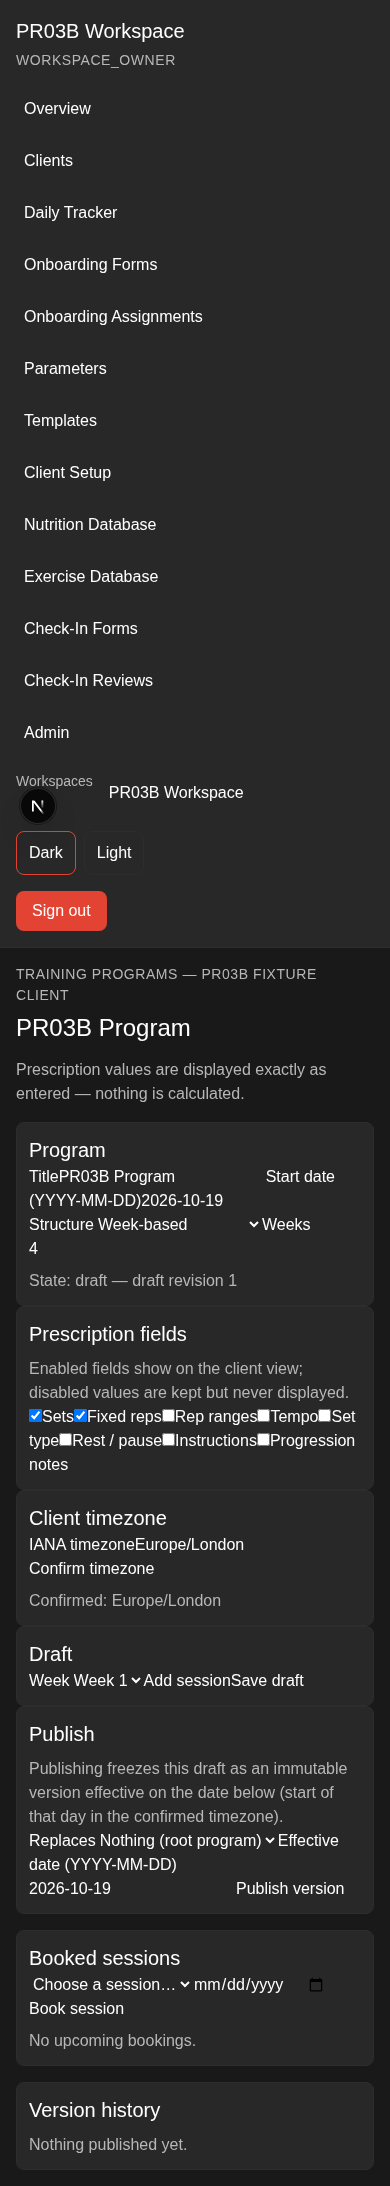 PR03B Workspace
WORKSPACE_OWNER
Overview
Clients
Daily Tracker
Onboarding Forms
Onboarding Assignments
Parameters
Templates
Client Setup
Nutrition Database
Exercise Database
Check-In Forms
Check-In Reviews
Admin
Workspaces
PR03B Workspace
N
Dark Light
Sign out
TRAINING PROGRAMS — PR03B FIXTURE
CLIENT
PR03B Program
Prescription values are displayed exactly as
entered — nothing is calculated.
Program
TitlePR03B Program Start date
(YYYY-MM-DD)2026-10-19
Structure Week-based Weeks
4
State: draft — draft revision 1
Prescription fields
Enabled fields show on the client view;
disabled values are kept but never displayed.
Sets Fixed reps Rep ranges Tempo Set
type Rest / pause Instructions Progression
notes
Client timezone
IANA timezoneEurope/London
Confirm timezone
Confirmed: Europe/London
Draft
Week Week 1 Add sessionSave draft
Publish
Publishing freezes this draft as an immutable
version effective on the date below (start of
that day in the confirmed timezone).
Replaces Nothing (root program) Effective
date (YYYY-MM-DD)
2026-10-19 Publish version
Booked sessions
Choose a session… mm/dd/yyyy
Book session
No upcoming bookings.
Version history
Nothing published yet.